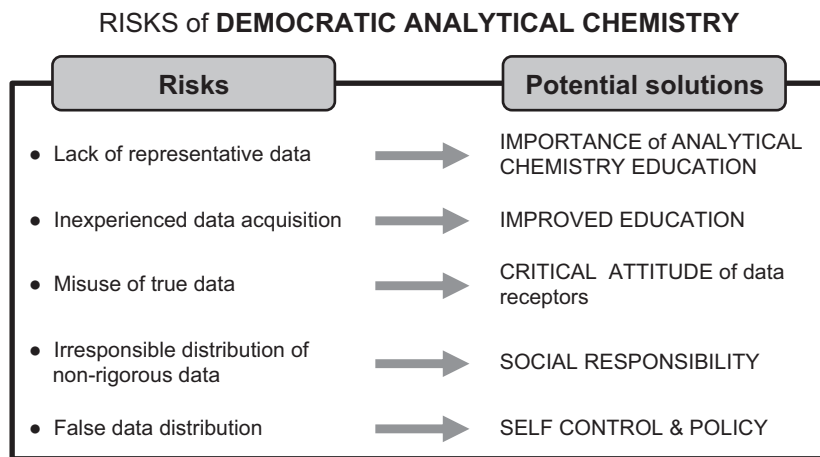 RISKS of DEMOCRATIC ANALYTICAL CHEMISTRY
Risks
Potential solutions
● Lack of representative data
IMPORTANCE of ANALYTICAL
CHEMISTRY EDUCATION
● Inexperienced data acquisition
IMPROVED EDUCATION
● Misuse of true data
CRITICAL ATTITUDE of data
receptors
● Irresponsible distribution of
non-rigorous data
SOCIAL RESPONSIBILITY
● False data distribution
SELF CONTROL & POLICY